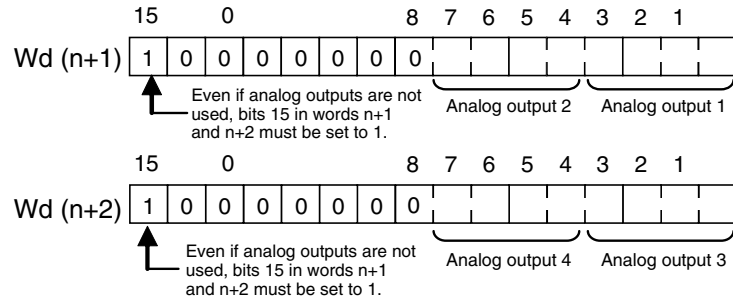 15 0 8 7 6 5 4 3 2 1
Wd (n+1) 1 0 0 0 0 0 0 0
Even if analog outputs are not
used, bits 15 in words n+1
and n+2 must be set to 1.
Analog output 2 Analog output 1
15 0 8 7 6 5 4 3 2 1
Wd (n+2) 1 0 0 0 0 0 0 0
Even if analog outputs are not
used, bits 15 in words n+1
and n+2 must be set to 1.
Analog output 4 Analog output 3